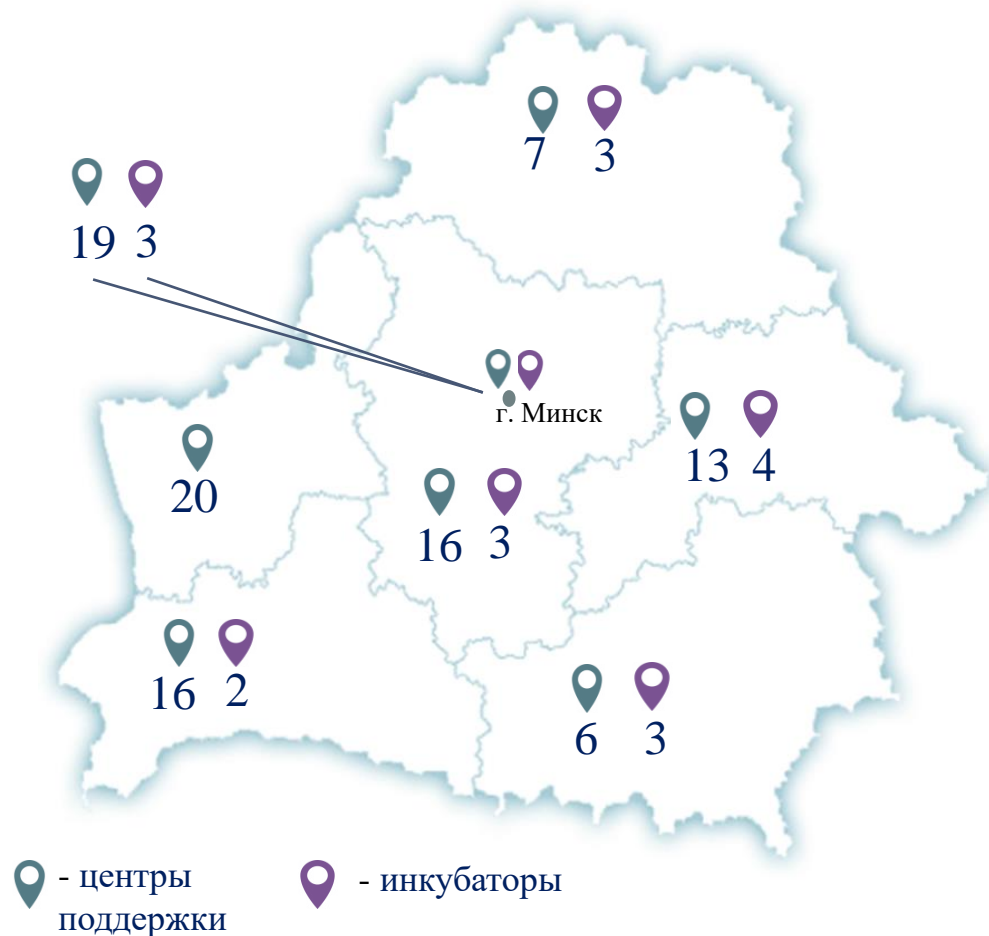 7 3
19 3
г. Минск
13 4
20
16 3
16 2
6 3
- центры
поддержки
- инкубаторы